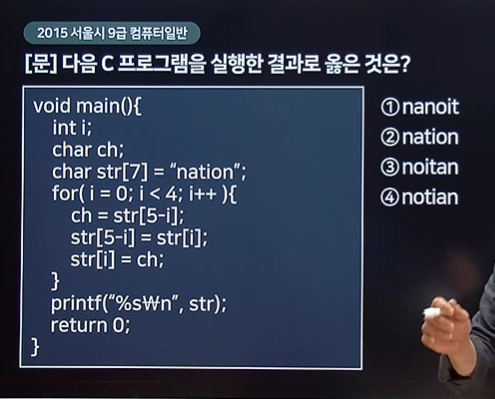 2015 서울시 9급 컴퓨터일반
[문] 다음 C 프로그램을 실행한 결과로 옳은 것은?
void main(){
int i;
char ch;
char str[7] = “nation”;
for( i = 0; i < 4; i++ ){
ch = str[5-i];
str[5-i] = str[i];
str[i] = ch;
}
printf(“%s₩n”, str);
return 0;
}
① nanoit
② nation
③ noitan
④ notian